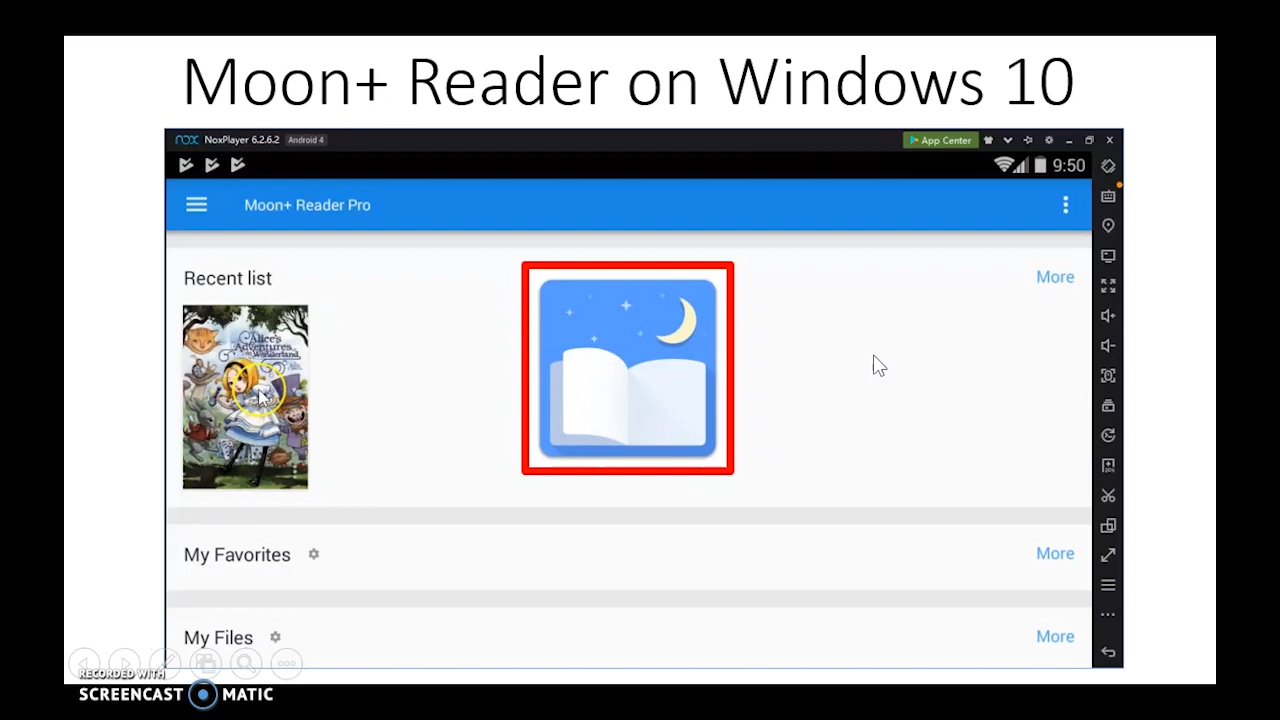 Moon+ Reader on Windows 10
nox NoxPlayer 6.2.6.2 Android 4 App Center
9:50
Moon+ Reader Pro
Recent list More
Alice's
Adventures
in Wonderland
My Favorites More
My Files More
RECORDED WITH
SCREENCAST MATIC